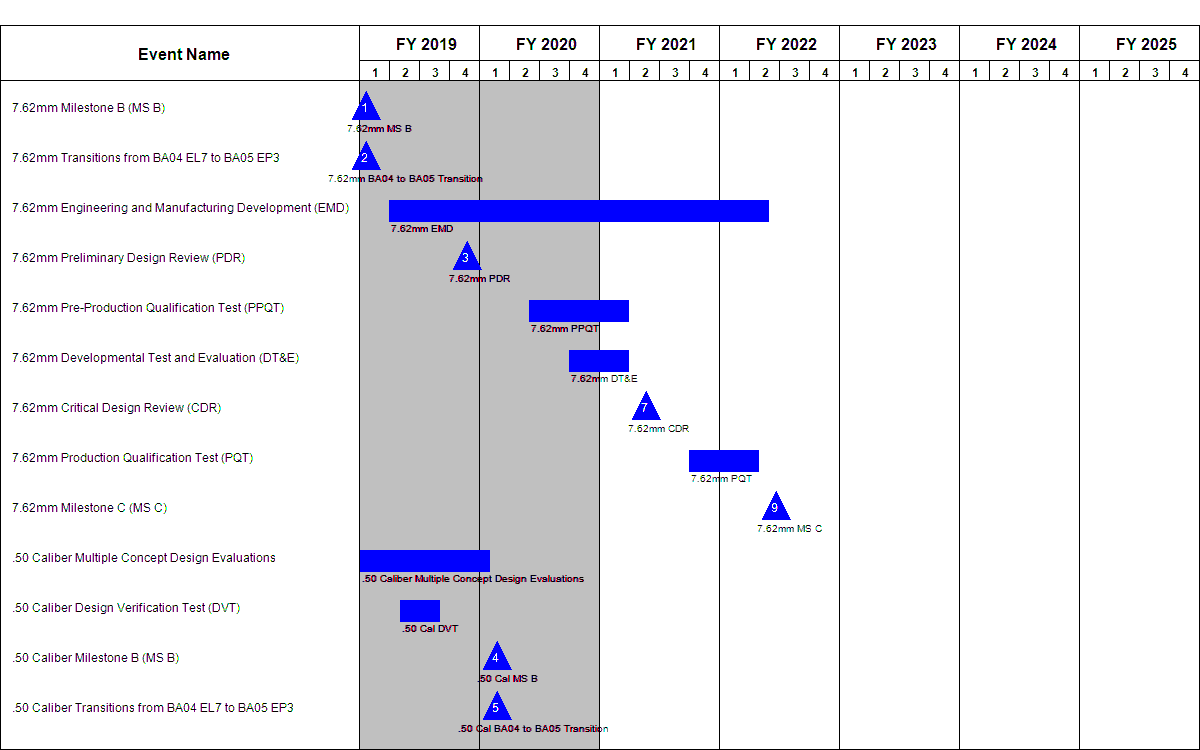 Event Name FY 2019 FY 2020 FY 2021 FY 2022 FY 2023 FY 2024 FY 2025
1 2 3 4 1 2 3 4 1 2 3 4 1 2 3 4 1 2 3 4 1 2 3 4 1 2 3 4
7.62mm Milestone B (MS B) 1
7.62mm MS B
7.62mm Transitions from BA04 EL7 to BA05 EP3 2
7.62mm BA04 to BA05 Transition
7.62mm Engineering and Manufacturing Development (EMD)
7.62mm EMD
7.62mm Preliminary Design Review (PDR) 3
7.62mm PDR
7.62mm Pre-Production Qualification Test (PPQT)
7.62mm PPQT
7.62mm Developmental Test and Evaluation (DT&E)
7.62mm DT&E
7.62mm Critical Design Review (CDR) 7
7.62mm CDR
7.62mm Production Qualification Test (PQT)
7.62mm PQT
7.62mm Milestone C (MS C) 9
7.62mm MS C
.50 Caliber Multiple Concept Design Evaluations
.50 Caliber Multiple Concept Design Evaluations
.50 Caliber Design Verification Test (DVT)
.50 Cal DVT
.50 Caliber Milestone B (MS B) 4
.50 Cal MS B
.50 Caliber Transitions from BA04 EL7 to BA05 EP3 5
.50 Cal BA04 to BA05 Transition